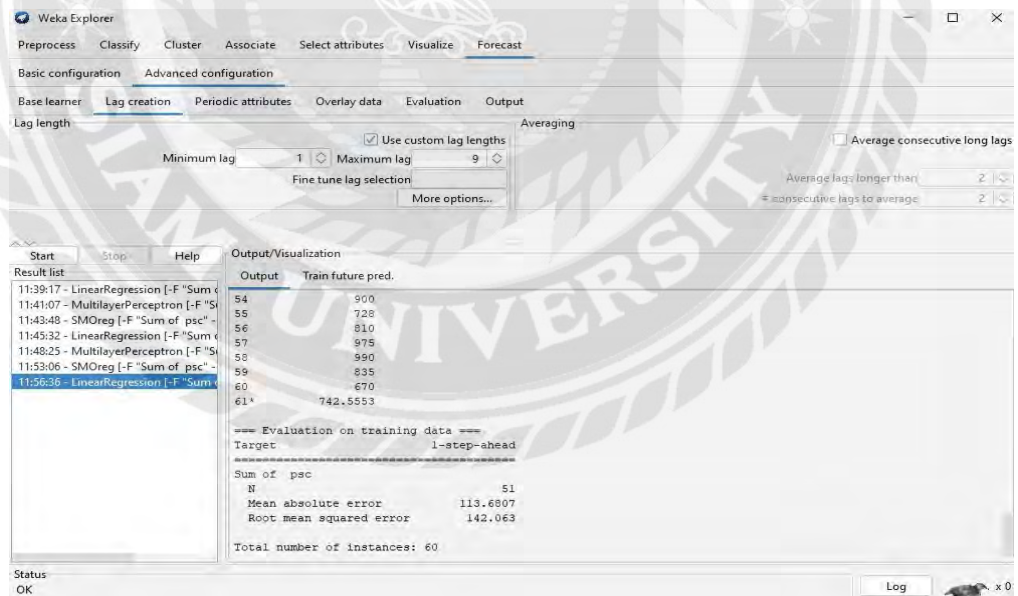 Weka Explorer
Preprocess Classify Cluster Associate Select attributes Visualize Forecast
Basic configuration Advanced configuration
Base learner Lag creation Periodic attributes Overlay data Evaluation Output
Lag length
Use custom lag lengths
Minimum lag 1 Maximum lag 9
Fine tune lag selection
More options...
Averaging
Average consecutive long lags
Average lags longer than 2
# consecutive lags to average 2
Start Stop Help
Result list
11:39:17 - LinearRegression [-F "Sum
11:41:07 - MultilayerPerceptron [-F "S
11:43:48 - SMOreg [-F "Sum of psc" -
11:45:32 - LinearRegression [-F "Sum
11:48:25 - MultilayerPerceptron [-F "S
11:53:06 - SMOreg [-F "Sum of psc" -
11:56:36 - LinearRegression [-F "Sum
Output/Visualization
Output Train future pred.
54 900
55 728
56 810
57 975
58 990
59 835
60 670
61* 742.5553
=== Evaluation on training data ===
Target 1-step-ahead
======================================
Sum of psc
N 51
Mean absolute error 113.6807
Root mean squared error 142.063
Total number of instances: 60
Status
OK
Log x 0
SIAM UNIVERSITY